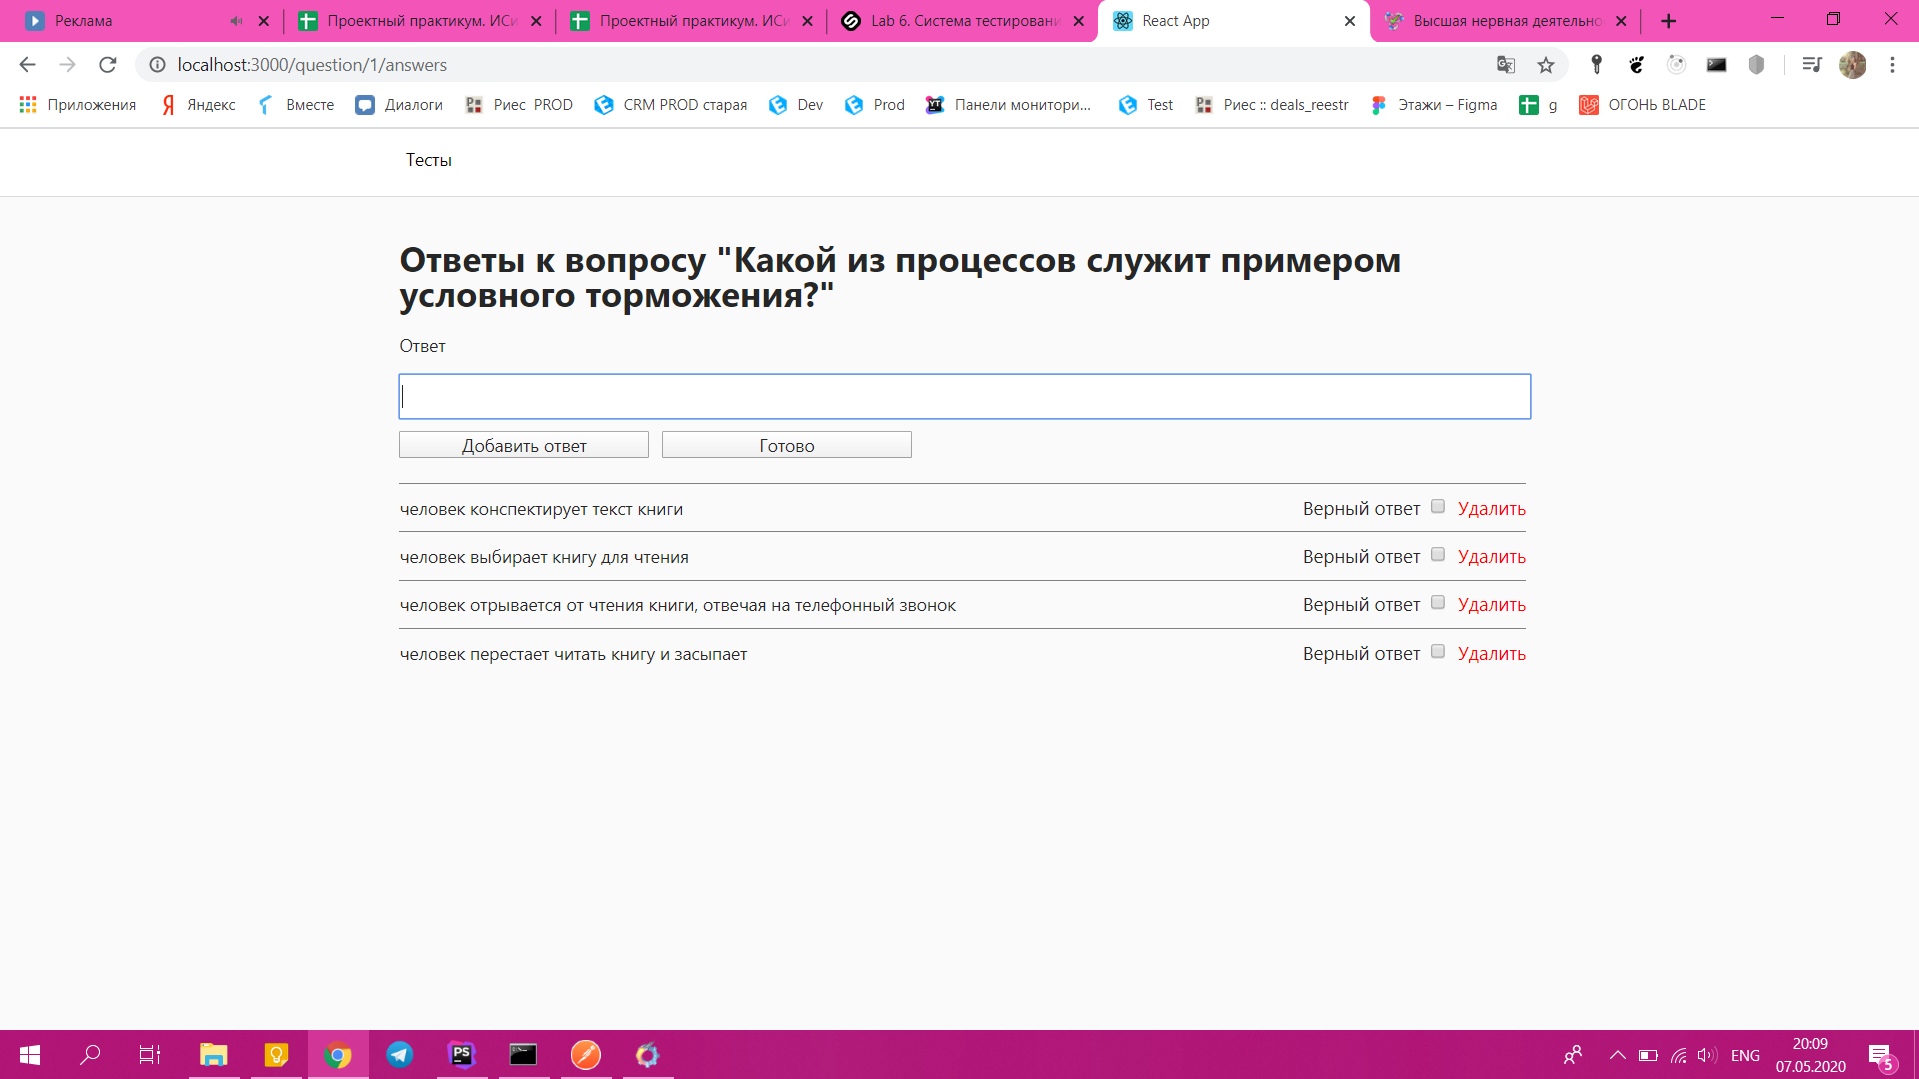 Реклама
Проектный практикум. ИСи
Проектный практикум. ИСи
Lab 6. Система тестировани
React App
Высшая нервная деятельно
localhost:3000/question/1/answers
Приложения
Яндекс
Вместе
Диалоги
Риес PROD
CRM PROD старая
Dev
Prod
Панели монитори...
Test
Риес :: deals_reestr
Этажи – Figma
g
ОГОНЬ BLADE
Тесты
Ответы к вопросу "Какой из процессов служит примером
условного торможения?"
Ответ
Добавить ответ
Готово
человек конспектирует текст книги Верный ответ Удалить
человек выбирает книгу для чтения Верный ответ Удалить
человек отрывается от чтения книги, отвечая на телефонный звонок Верный ответ Удалить
человек перестает читать книгу и засыпает Верный ответ Удалить
ENG
20:09
07.05.2020
5